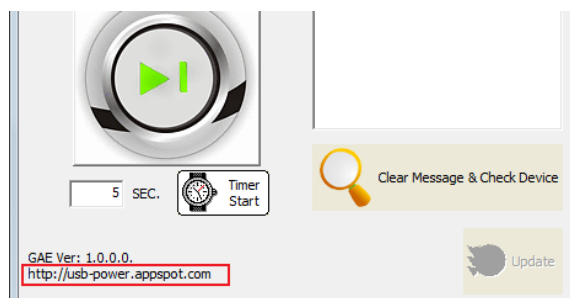 5 SEC.
Timer
Start
Clear Message & Check Device
GAE Ver: 1.0.0.0.
http://usb-power.appspot.com
Update